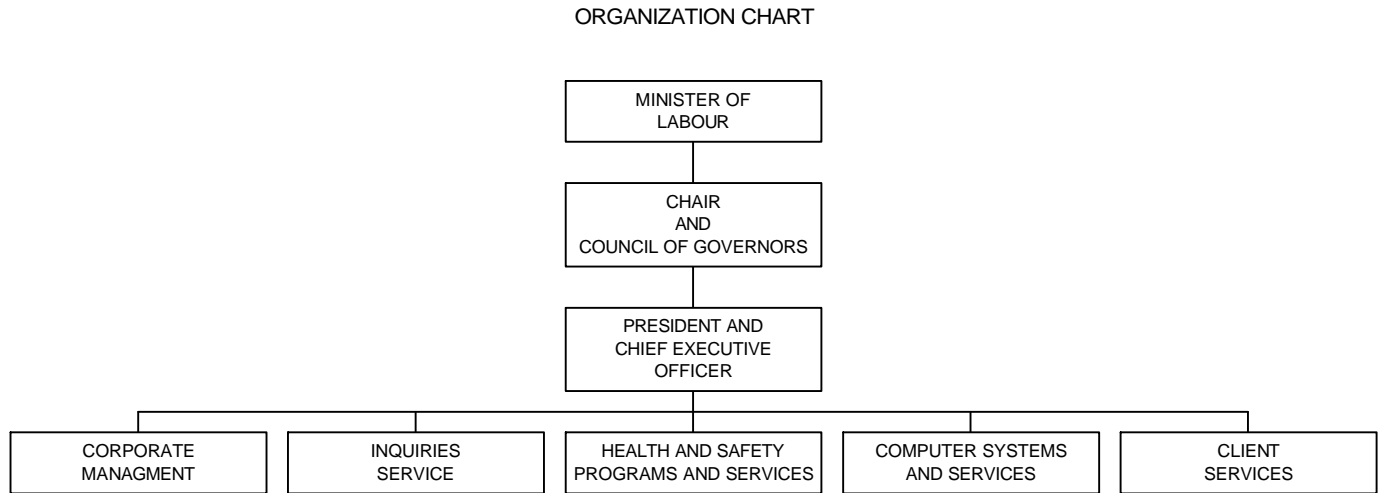 ORGANIZATION CHART
MINISTER OF
LABOUR
CHAIR
AND
COUNCIL OF GOVERNORS
PRESIDENT AND
CHIEF EXECUTIVE
OFFICER
CORPORATE
MANAGMENT
INQUIRIES
SERVICE
HEALTH AND SAFETY
PROGRAMS AND SERVICES
COMPUTER SYSTEMS
AND SERVICES
CLIENT
SERVICES